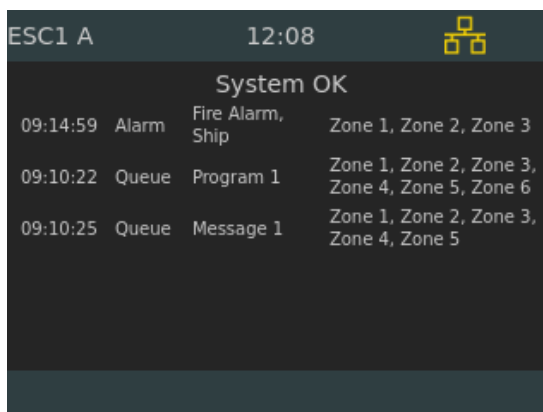 ESC1 A 12:08
System OK
09:14:59 Alarm Fire Alarm, Ship Zone 1, Zone 2, Zone 3
09:10:22 Queue Program 1 Zone 1, Zone 2, Zone 3, Zone 4, Zone 5, Zone 6
09:10:25 Queue Message 1 Zone 1, Zone 2, Zone 3, Zone 4, Zone 5